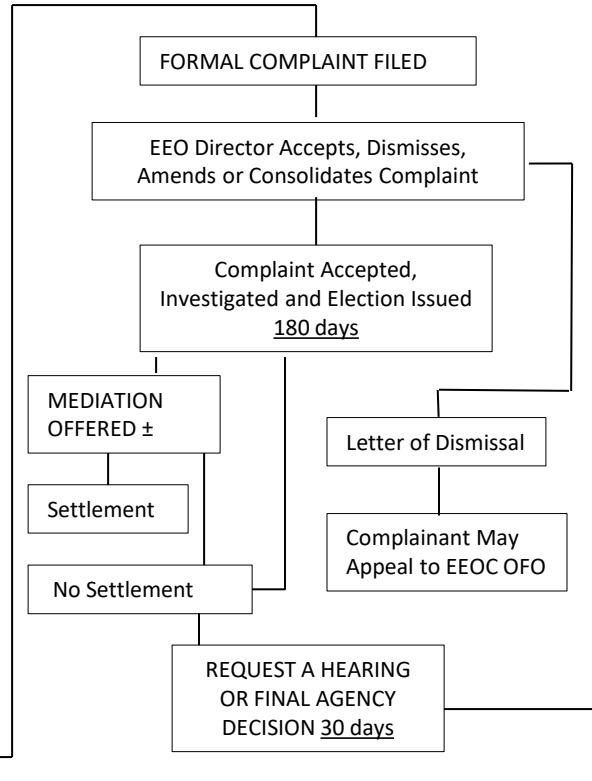 FORMAL COMPLAINT FILED
EEO Director Accepts, Dismisses,
Amends or Consolidates Complaint
Complaint Accepted,
Investigated and Election Issued
180 days
MEDIATION
OFFERED ±
Letter of Dismissal
Settlement
Complainant May
Appeal to EEOC OFO
No Settlement
REQUEST A HEARING
OR FINAL AGENCY
DECISION 30 days